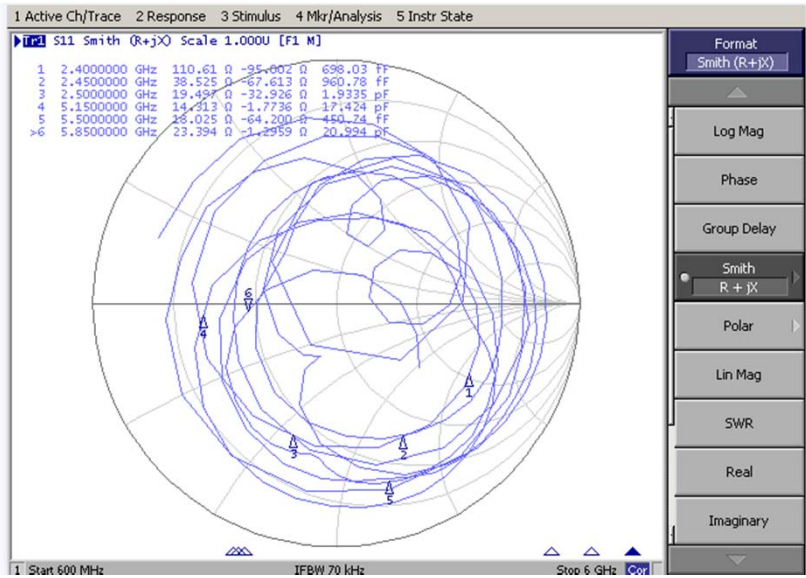 1 Active Ch/Trace 2 Response 3 Stimulus 4 Mkr/Analysis 5 Instr State
Tr1 S11 Smith (R+jX) Scale 1.000U [F1 M]
1 2.4000000 GHz 110.61 Ω -95.002 Ω 698.03 fF
2 2.4500000 GHz 38.525 Ω -67.613 Ω 960.78 fF
3 2.5000000 GHz 19.497 Ω -32.926 Ω 1.9335 pF
4 5.1500000 GHz 14.313 Ω -1.7736 Ω 17.424 pF
5 5.5000000 GHz 18.025 Ω -64.200 Ω 450.74 fF
>6 5.8500000 GHz 23.394 Ω -1.2959 Ω 20.994 pF
6
4
1
3
2
5
1 Start 600 MHz IFBW 70 kHz Stop 6 GHz Cor
Format
Smith (R+jX)
Log Mag
Phase
Group Delay
Smith
R + jX
Polar
Lin Mag
SWR
Real
Imaginary